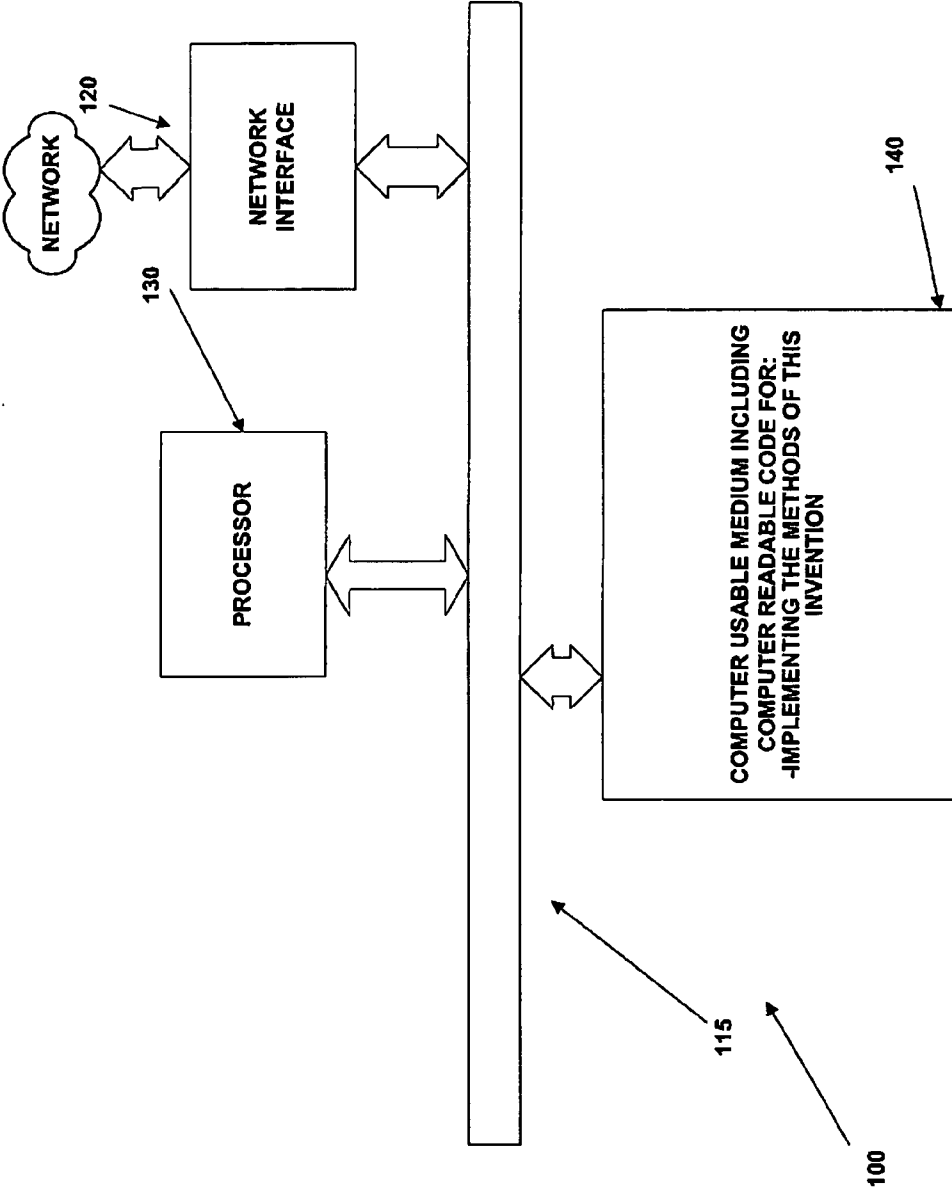 NETWORK
120
NETWORK
INTERFACE
130
PROCESSOR
115
100
140
COMPUTER USABLE MEDIUM INCLUDING
COMPUTER READABLE CODE FOR:
-IMPLEMENTING THE METHODS OF THIS
INVENTION